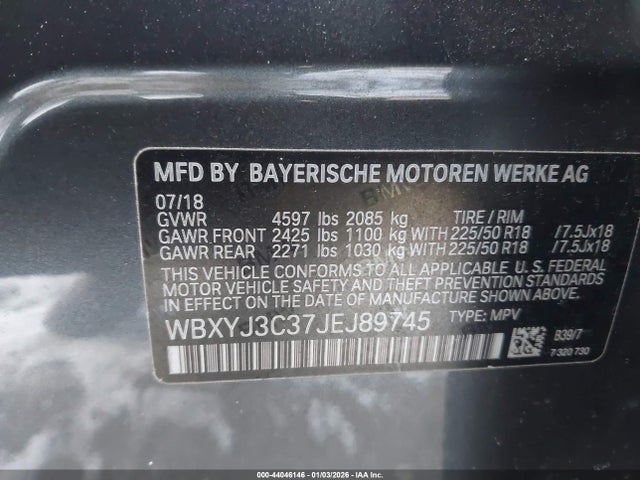 MFD BY BAYERISCHE MOTOREN WERKE AG
07/18
GVWR 4597 lbs 2085 kg TIRE / RIM
GAWR FRONT 2425 lbs 1100 kg WITH 225/50 R18 /7.5Jx18
GAWR REAR 2271 lbs 1030 kg WITH 225/50 R18 /7.5Jx18
THIS VEHICLE CONFORMS TO ALL APPLICABLE U. S. FEDERAL
MOTOR VEHICLE SAFETY AND THEFT PREVENTION
STANDARDS IN EFFECT ON THE DATE
OF MANUFACTURE SHOWN ABOVE.
WBXYJ3C37JEJ89745 TYPE: MPV
B39/7
7 320 730
000-44046146 - 01/03/2026 - IAAI Inc.